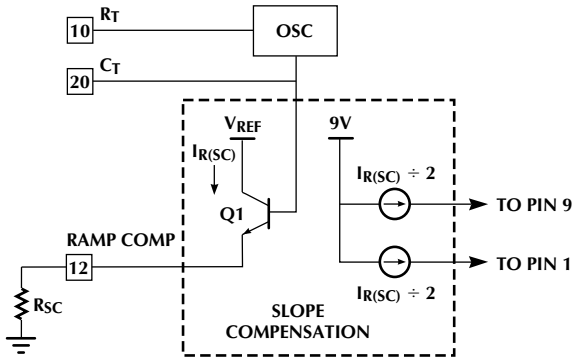 R_T
10
OSC
C_T
20
V_REF
9V
I_R(SC)
I_R(SC) ÷ 2
Q1
TO PIN 9
RAMP COMP
12
TO PIN 1
I_R(SC) ÷ 2
R_SC
SLOPE
COMPENSATION